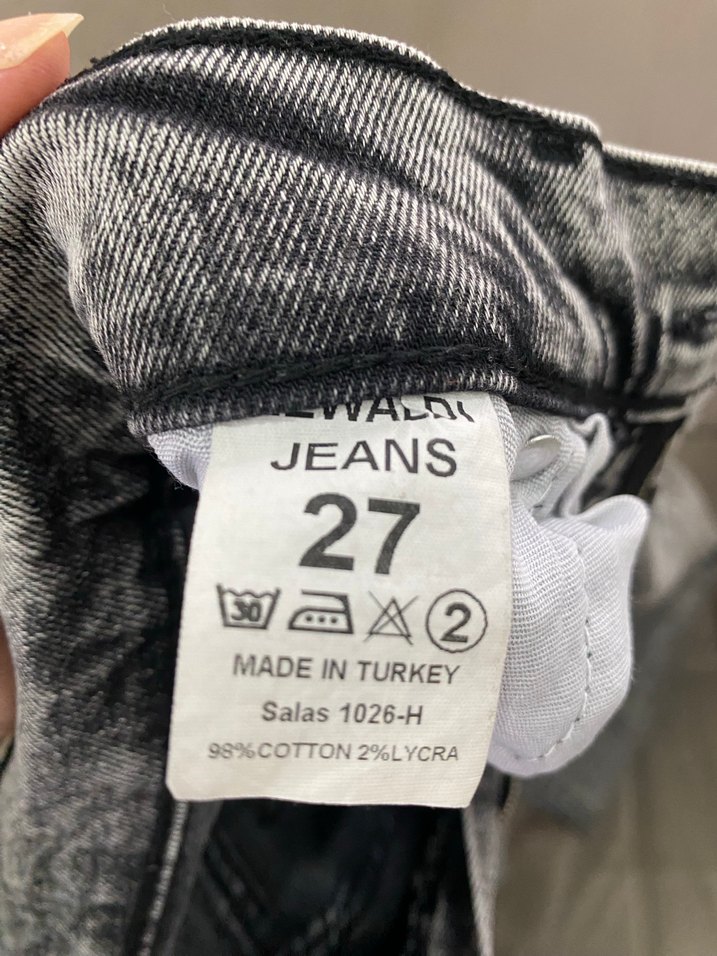 JEANS
27
30 2
MADE IN TURKEY
Salas 1026-H
98%COTTON 2%LYCRA